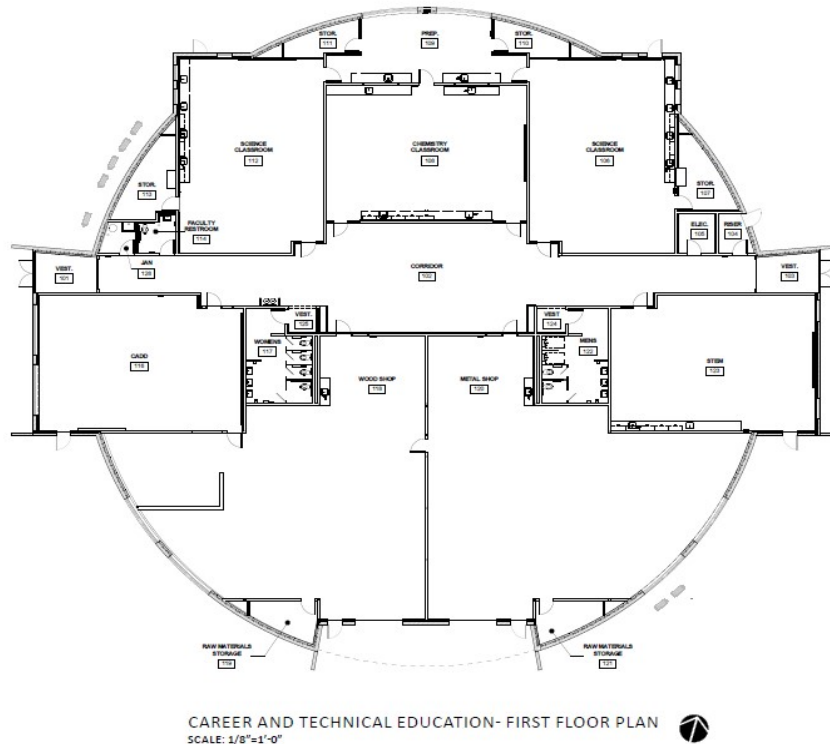 STOR.
111
PREP.
109
STOR.
110
SCIENCE
CLASSROOM
112
CHEMISTRY
CLASSROOM
108
SCIENCE
CLASSROOM
106
STOR.
113
STOR.
107
FACULTY
RESTROOM
114
ELEC.
105
RISER
104
VEST.
101
JAN
128
CORRIDOR
102
VEST.
103
VEST.
WOMENS
117
VEST
124
MENS
CADD
116
WOOD SHOP
118
METAL SHOP
STEM
123
RAW MATERIALS
STORAGE
119
RAW MATERIALS
STORAGE
121
CAREER AND TECHNICAL EDUCATION- FIRST FLOOR PLAN
SCALE: 1/8"=1'-0"